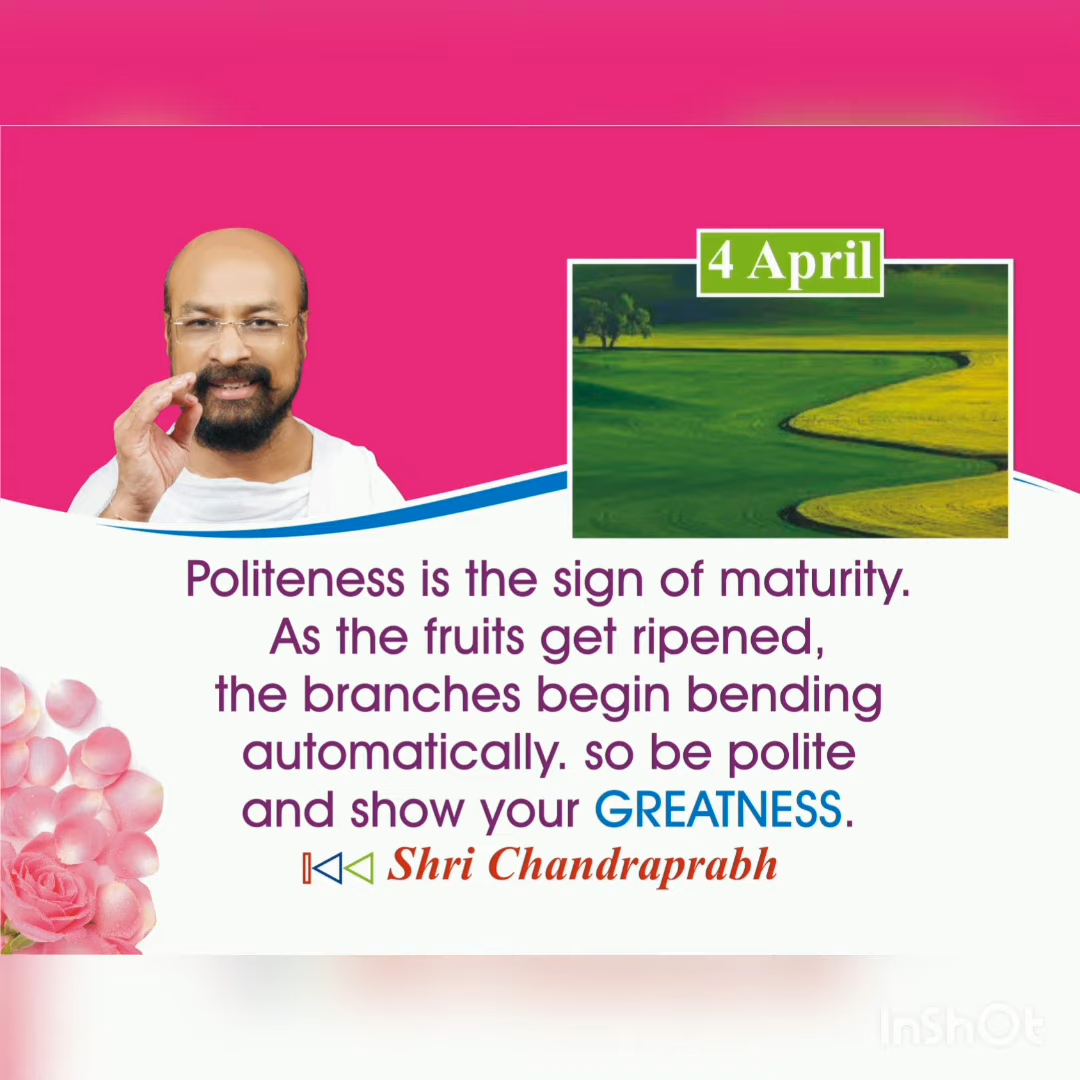 4 April
Politeness is the sign of maturity.
As the fruits get ripened,
the branches begin bending
automatically. so be polite
and show your GREATNESS.
Shri Chandraprabh
InShOt